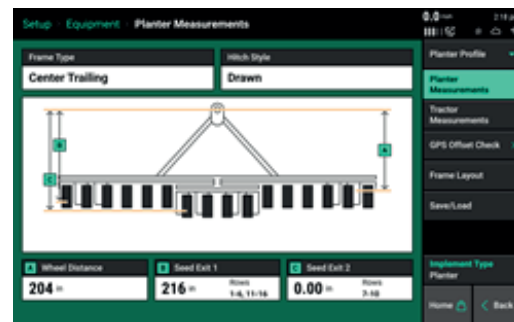 Setup Equipment Planter Measurements
0.0
Frame Type
Center Trailing
Hitch Style
Drawn
B
A
C
A Wheel Distance
204 in
B Seed Exit 1
216 in
Rows
1-6, 11-16
C Seed Exit 2
0.00 in
Rows
7-10
Planter Profile
Planter
Measurements
Tractor
Measurements
GPS Offset Check
Frame Layout
Save/Load
Implement Type
Planter
Home
Back